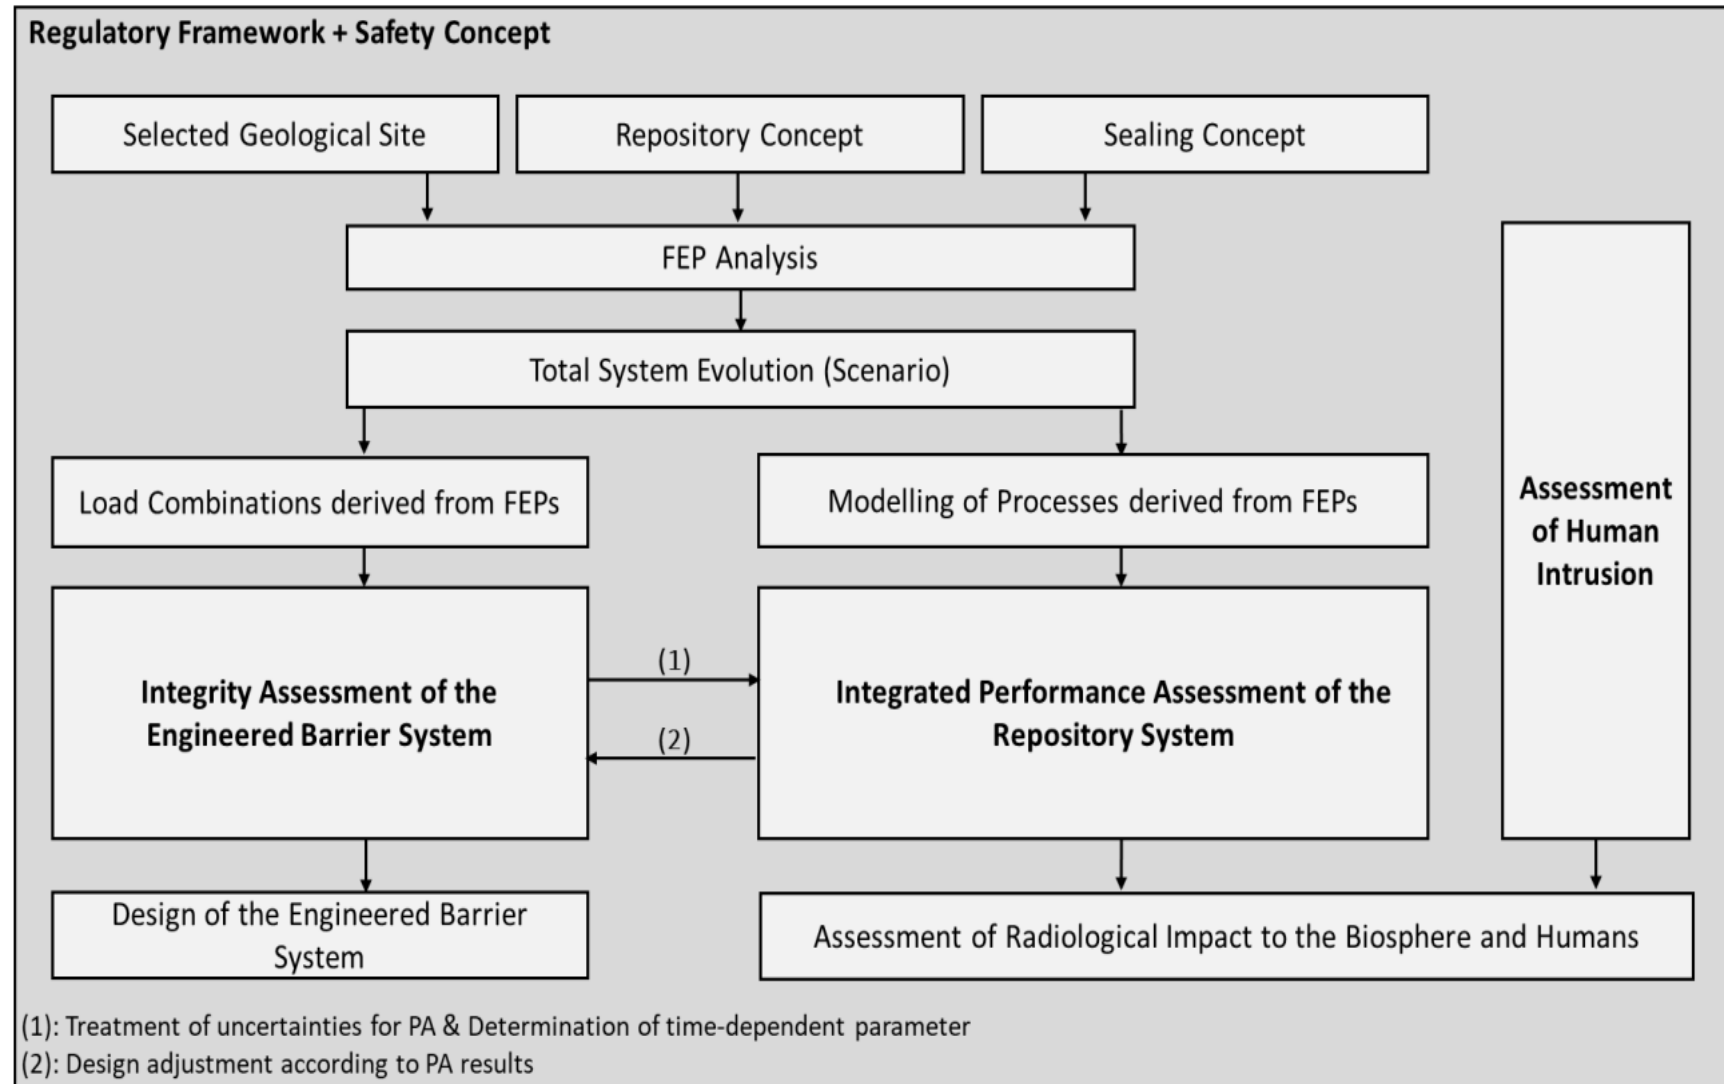 Regulatory Framework + Safety Concept
Selected Geological Site
Repository Concept
Sealing Concept
FEP Analysis
Total System Evolution (Scenario)
Load Combinations derived from FEPs
Modelling of Processes derived from FEPs
Assessment
of Human
Intrusion
Integrity Assessment of the
Engineered Barrier System
(1)
(2)
Integrated Performance Assessment of the
Repository System
Design of the Engineered Barrier
System
Assessment of Radiological Impact to the Biosphere and Humans
(1): Treatment of uncertainties for PA & Determination of time-dependent parameter
(2): Design adjustment according to PA results